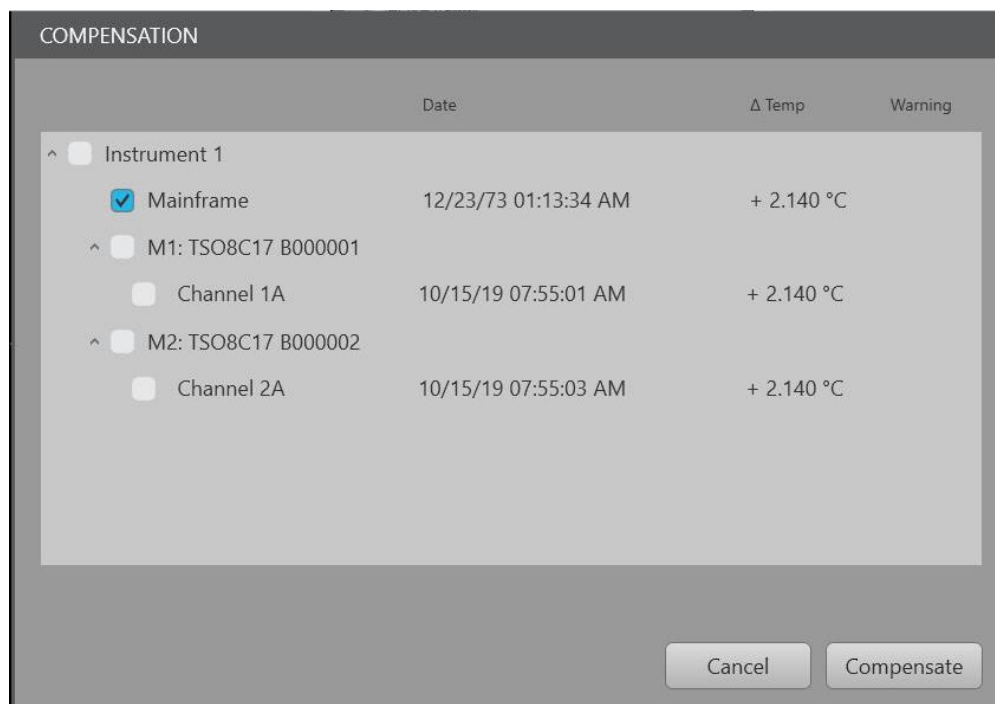 COMPENSATION
Date Δ Temp Warning
Instrument 1
Mainframe 12/23/73 01:13:34 AM + 2.140 °C
M1: TSO8C17 B000001
Channel 1A 10/15/19 07:55:01 AM + 2.140 °C
M2: TSO8C17 B000002
Channel 2A 10/15/19 07:55:03 AM + 2.140 °C
Cancel Compensate